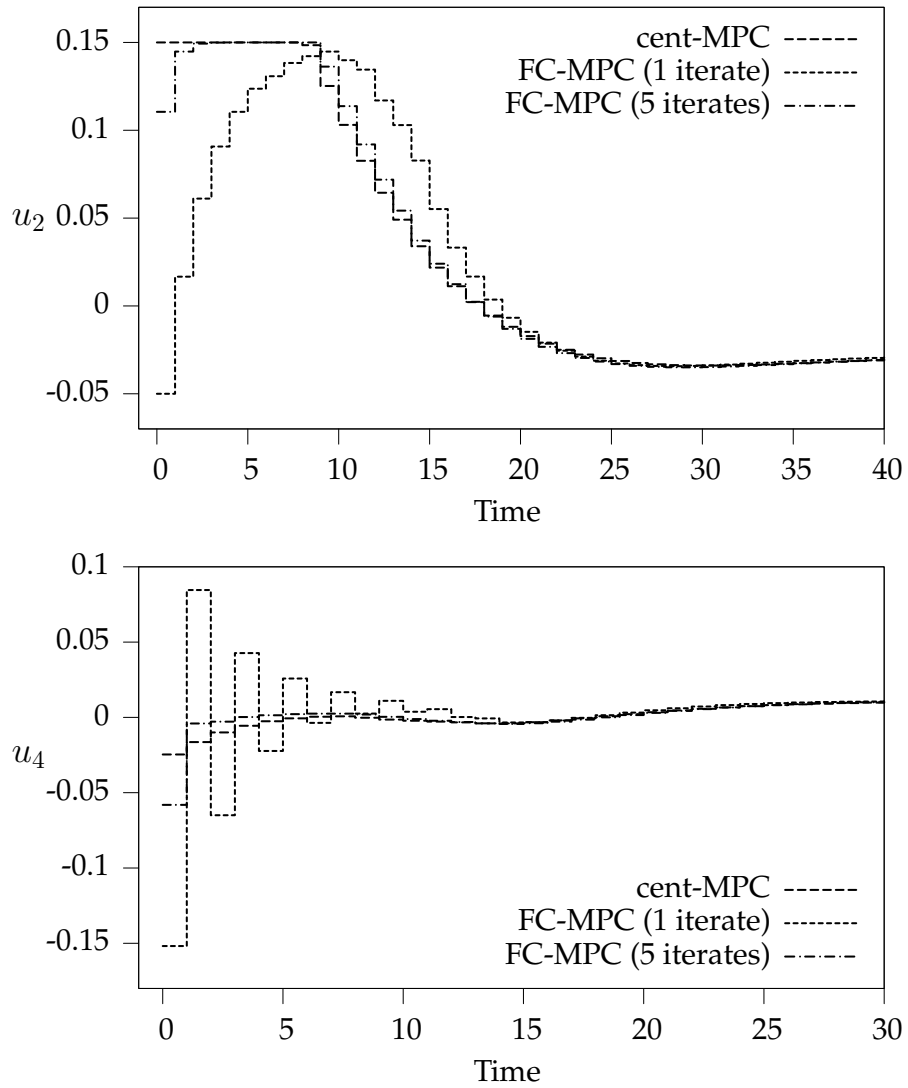 0.15
0.1
u₂ 0.05
0
-0.05
cent-MPC
FC-MPC (1 iterate)
FC-MPC (5 iterates)
0 5 10 15 20 25 30 35 40
Time
0.1
0.05
0
u₄
-0.05
-0.1
-0.15
cent-MPC
FC-MPC (1 iterate)
FC-MPC (5 iterates)
0 5 10 15 20 25 30
Time